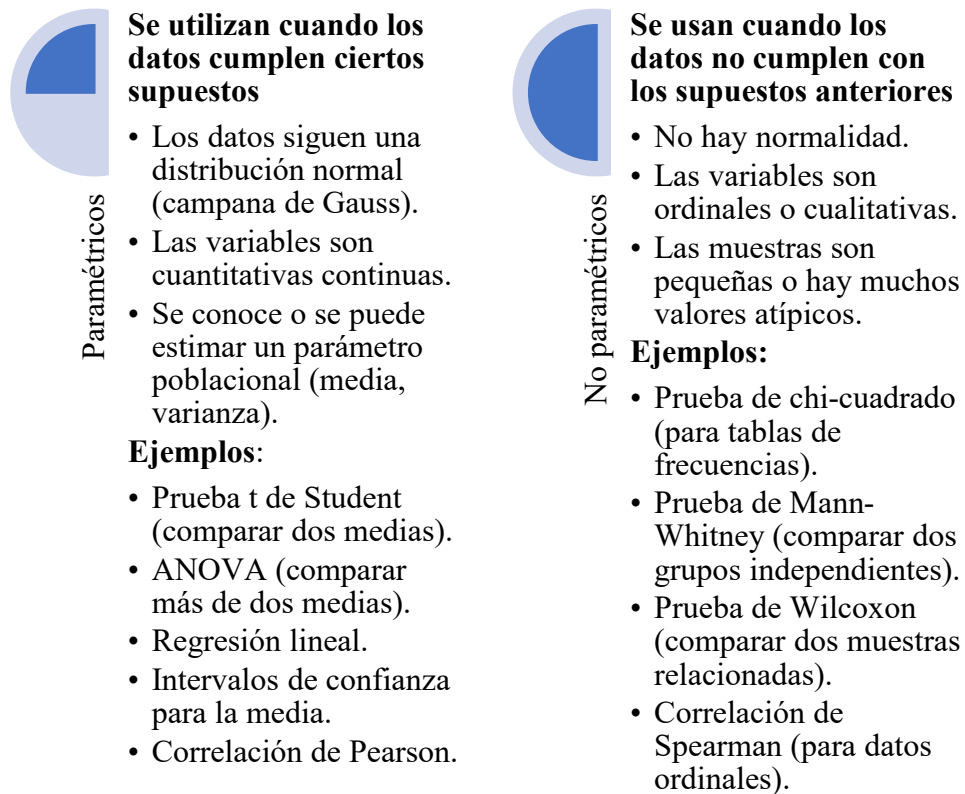 Paramétricos
Se utilizan cuando los
datos cumplen ciertos
supuestos
• Los datos siguen una
distribución normal
(campana de Gauss).
• Las variables son
cuantitativas continuas.
• Se conoce o se puede
estimar un parámetro
poblacional (media,
varianza).
Ejemplos:
• Prueba t de Student
(comparar dos medias).
• ANOVA (comparar
más de dos medias).
• Regresión lineal.
• Intervalos de confianza
para la media.
• Correlación de Pearson.
No paramétricos
Se usan cuando los
datos no cumplen con
los supuestos anteriores
• No hay normalidad.
• Las variables son
ordinales o cualitativas.
• Las muestras son
pequeñas o hay muchos
valores atípicos.
Ejemplos:
• Prueba de chi-cuadrado
(para tablas de
frecuencias).
• Prueba de Mann-
Whitney (comparar dos
grupos independientes).
• Prueba de Wilcoxon
(comparar dos muestras
relacionadas).
• Correlación de
Spearman (para datos
ordinales).